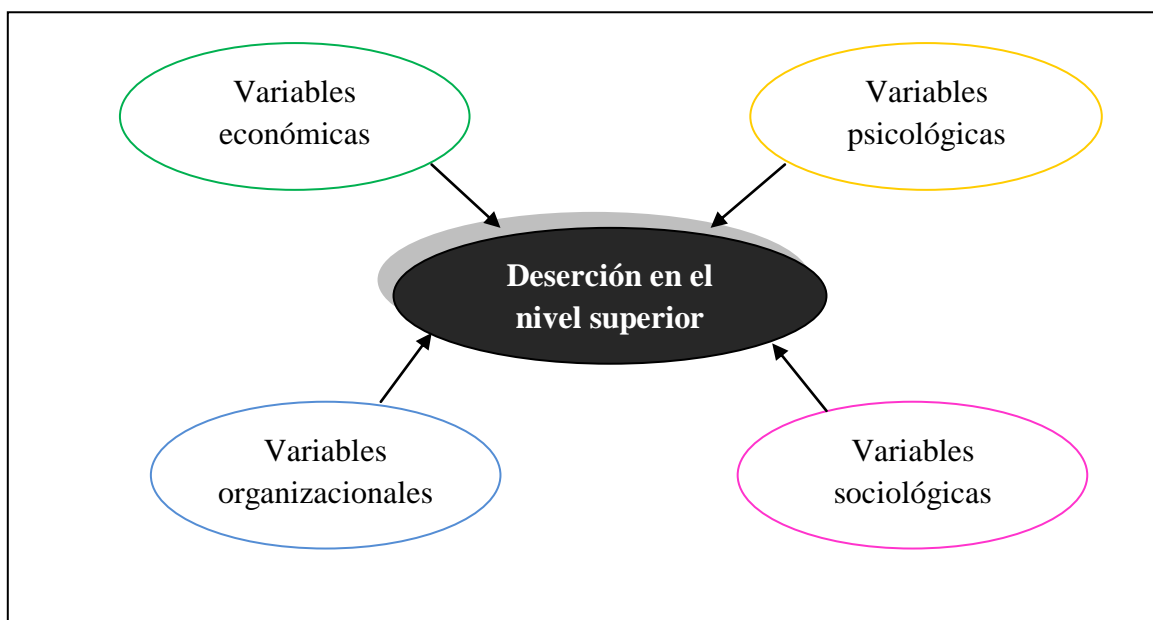 Variables
económicas
Variables
psicológicas
Deserción en el
nivel superior
Variables
organizacionales
Variables
sociológicas